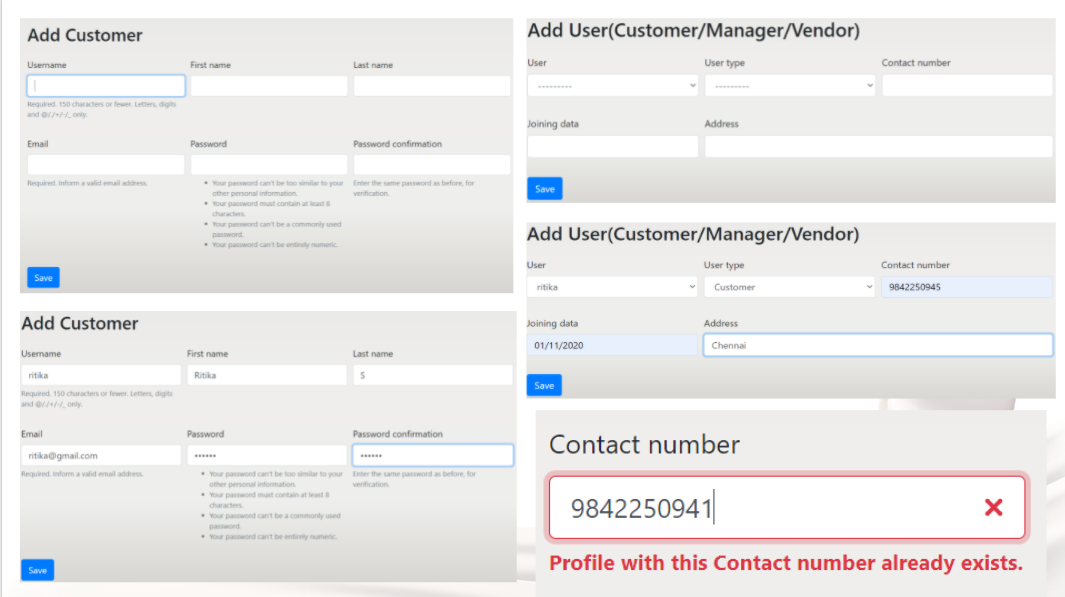 Add Customer
Username First name Last name
Required. 150 characters or fewer. Letters, digits
and @/./+/-/_ only.
Email Password Password confirmation
Required. Inform a valid email address.
• Your password can't be too similar to your
other personal information.
• Your password must contain at least 8
characters.
• Your password can't be a commonly used
password.
• Your password can't be entirely numeric.
Enter the same password as before, for
verification.
Save
Add Customer
Username First name Last name
ritika Ritika S
Required. 150 characters or fewer. Letters, digits
and @/./+/-/_ only.
Email Password Password confirmation
ritika@gmail.com •••••• ••••••
Required. Inform a valid email address.
• Your password can't be too similar to your
other personal information.
• Your password must contain at least 8
characters.
• Your password can't be a commonly used
password.
• Your password can't be entirely numeric.
Enter the same password as before, for
verification.
Save
Add User(Customer/Manager/Vendor)
User User type Contact number
--------- ---------
Joining data Address
Save
Add User(Customer/Manager/Vendor)
User User type Contact number
ritika Customer 9842250945
Joining data Address
01/11/2020 Chennai
Save
Contact number
9842250941
Profile with this Contact number already exists.